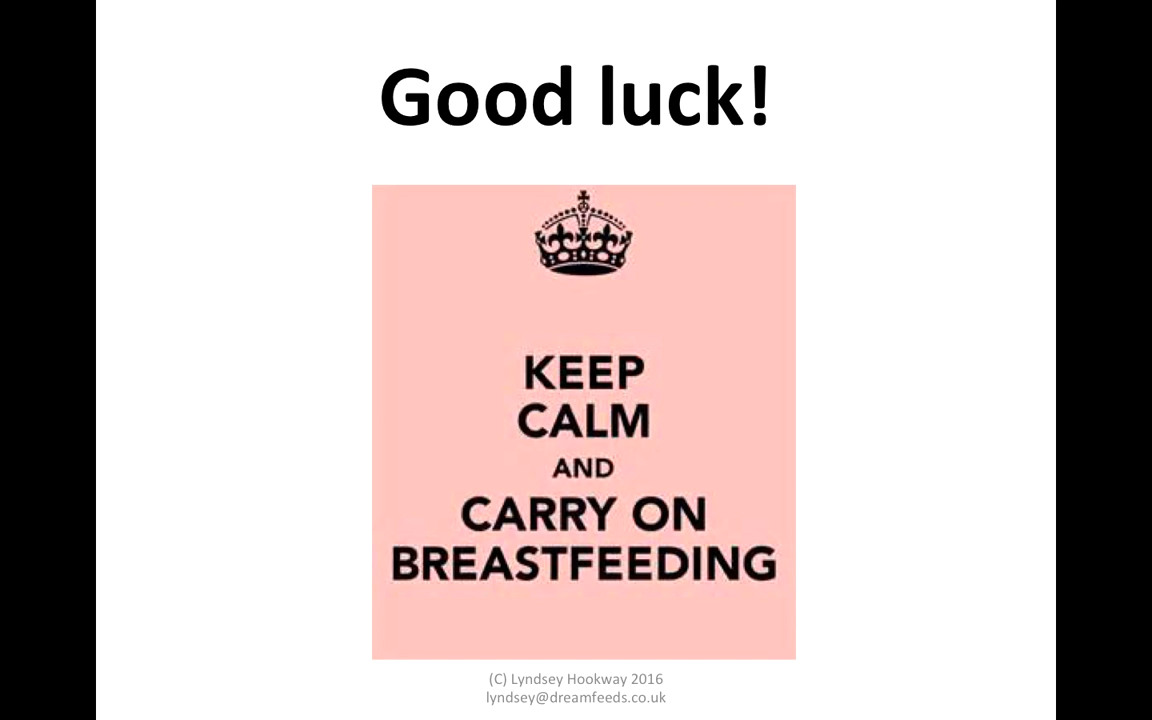 Good luck!
KEEP
CALM
AND
CARRY ON
BREASTFEEDING
(C) Lyndsey Hookway 2016
lyndsey@dreamfeeds.co.uk